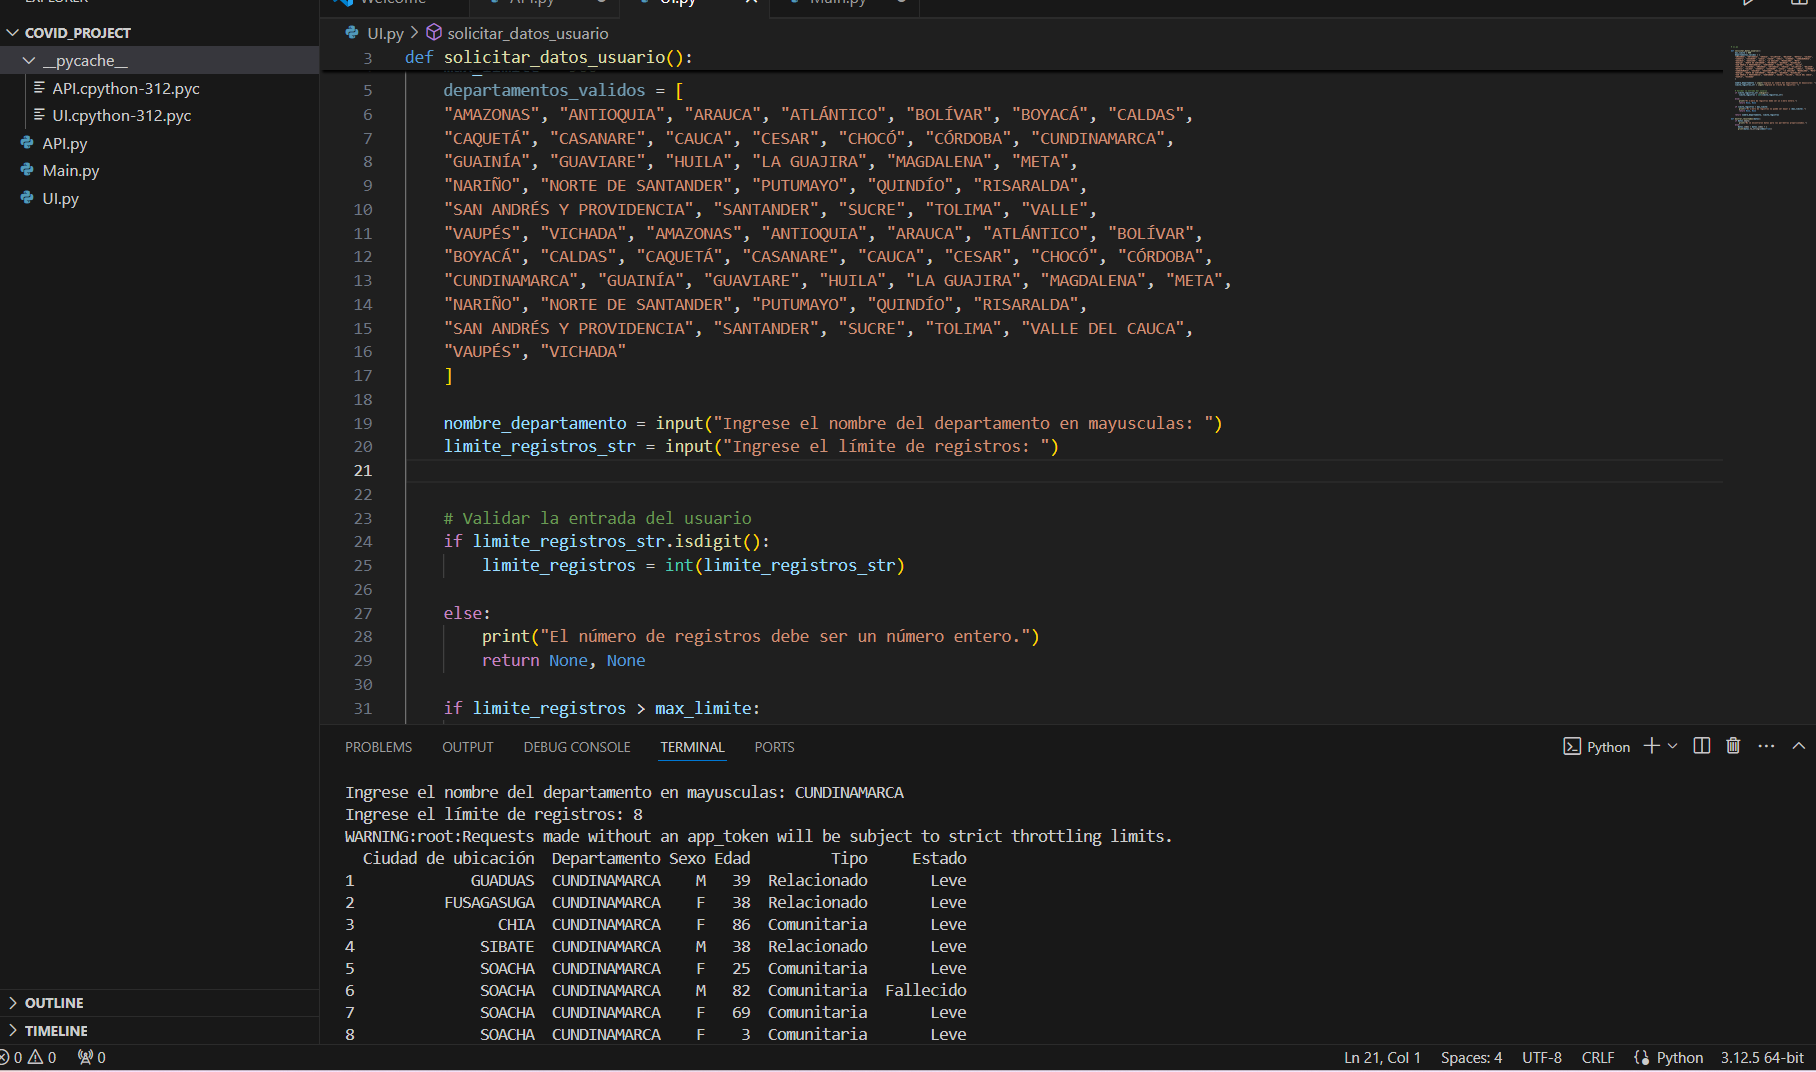 EXPLORER
Welcome
API.py
UI.py
Main.py
COVID_PROJECT
__pycache__
API.cpython-312.pyc
UI.cpython-312.pyc
API.py
Main.py
UI.py
OUTLINE
TIMELINE
UI.py > solicitar_datos_usuario
3 def solicitar_datos_usuario():
5 departamentos_validos = [
6 "AMAZONAS", "ANTIOQUIA", "ARAUCA", "ATLÁNTICO", "BOLÍVAR", "BOYACÁ", "CALDAS",
7 "CAQUETÁ", "CASANARE", "CAUCA", "CESAR", "CHOCÓ", "CÓRDOBA", "CUNDINAMARCA",
8 "GUAINÍA", "GUAVIARE", "HUILA", "LA GUAJIRA", "MAGDALENA", "META",
9 "NARIÑO", "NORTE DE SANTANDER", "PUTUMAYO", "QUINDÍO", "RISARALDA",
10 "SAN ANDRÉS Y PROVIDENCIA", "SANTANDER", "SUCRE", "TOLIMA", "VALLE",
11 "VAUPÉS", "VICHADA", "AMAZONAS", "ANTIOQUIA", "ARAUCA", "ATLÁNTICO", "BOLÍVAR",
12 "BOYACÁ", "CALDAS", "CAQUETÁ", "CASANARE", "CAUCA", "CESAR", "CHOCÓ", "CÓRDOBA",
13 "CUNDINAMARCA", "GUAINÍA", "GUAVIARE", "HUILA", "LA GUAJIRA", "MAGDALENA", "META",
14 "NARIÑO", "NORTE DE SANTANDER", "PUTUMAYO", "QUINDÍO", "RISARALDA",
15 "SAN ANDRÉS Y PROVIDENCIA", "SANTANDER", "SUCRE", "TOLIMA", "VALLE DEL CAUCA",
16 "VAUPÉS", "VICHADA"
17 ]
18
19 nombre_departamento = input("Ingrese el nombre del departamento en mayusculas: ")
20 limite_registros_str = input("Ingrese el límite de registros: ")
21
22
23 # Validar la entrada del usuario
24 if limite_registros_str.isdigit():
25 limite_registros = int(limite_registros_str)
26
27 else:
28 print("El número de registros debe ser un número entero.")
29 return None, None
30
31 if limite_registros > max_limite:
PROBLEMS OUTPUT DEBUG CONSOLE TERMINAL PORTS
Python
Ingrese el nombre del departamento en mayusculas: CUNDINAMARCA
Ingrese el límite de registros: 8
WARNING:root:Requests made without an app_token will be subject to strict throttling limits.
Ciudad de ubicación Departamento Sexo Edad Tipo Estado
1 GUADUAS CUNDINAMARCA M 39 Relacionado Leve
2 FUSAGASUGA CUNDINAMARCA F 38 Relacionado Leve
3 CHIA CUNDINAMARCA F 86 Comunitaria Leve
4 SIBATE CUNDINAMARCA M 38 Relacionado Leve
5 SOACHA CUNDINAMARCA F 25 Comunitaria Leve
6 SOACHA CUNDINAMARCA M 82 Comunitaria Fallecido
7 SOACHA CUNDINAMARCA F 69 Comunitaria Leve
8 SOACHA CUNDINAMARCA F 3 Comunitaria Leve
0 0 0
Ln 21, Col 1 Spaces: 4 UTF-8 CRLF Python 3.12.5 64-bit